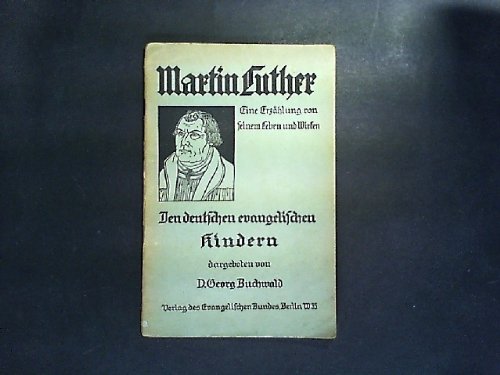 Martin Luther
Eine Erzählung von
seinem Leben und Wirken
Den deutschen evangelischen
Kindern
dargeboten von
D. Georg Buchwald
Verlag des Evangelischen Bundes, Berlin W35